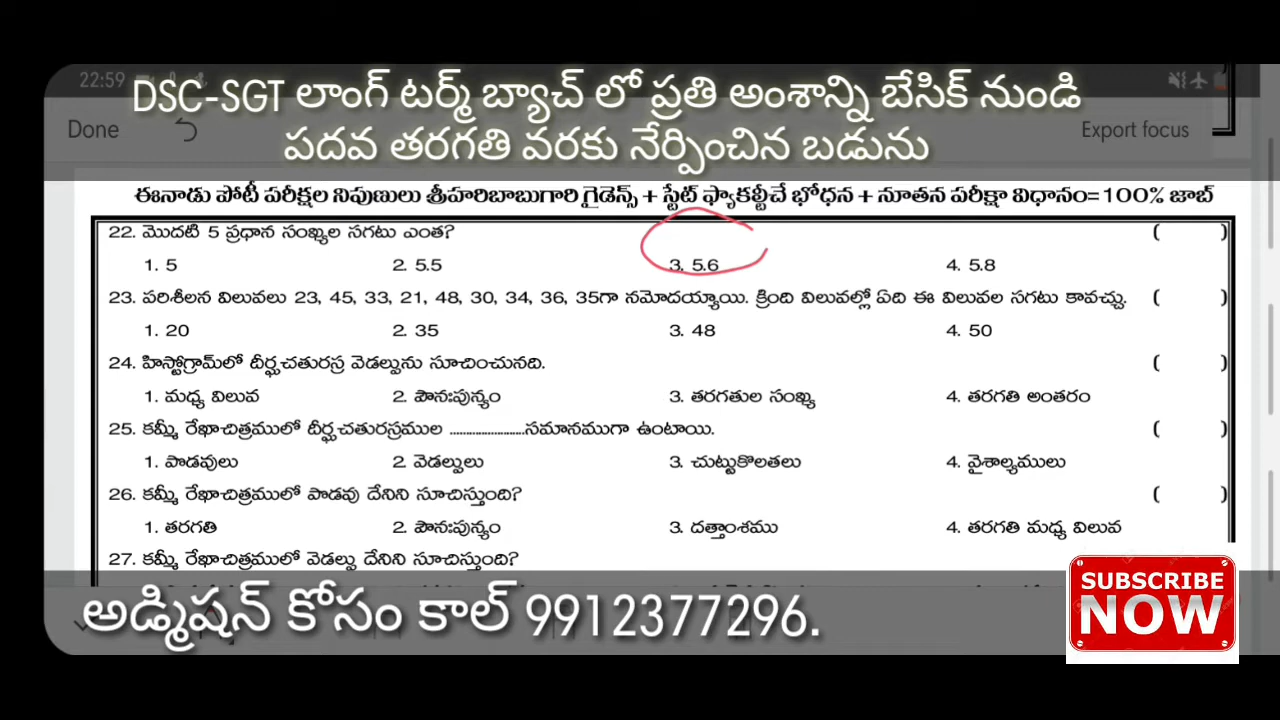 22:59
DSC-SGT లాంగ్ టర్మ్ బ్యాచ్ లో ప్రతి అంశాన్ని బేసిక్ నుండి
Done
Export focus
పదవ తరగతి వరకు నేర్పించిన బడును
ఈనాడు పోటీ పరీక్షల నిపుణులు శ్రీహరిబాబుగారి గైడెన్స్ + స్టేట్ ఫ్యాకల్టీచే భోధన + నూతన పరీక్షా విధానం=100% జాబ్
22. మొదటి 5 ప్రధాన సంఖ్యల సగటు ఎంత? ( )
1. 5 2. 5.5 3. 5.6 4. 5.8
23. పరిశీలన విలువలు 23, 45, 33, 21, 48, 30, 34, 36, 35గా నమోదయ్యాయి. క్రింది విలువల్లో ఏది ఈ విలువల సగటు కావచ్చు. ( )
1. 20 2. 35 3. 48 4. 50
24. హిస్టోగ్రామ్‌లో దీర్ఘచతురస్ర వెడల్పును సూచించునది. ( )
1. మధ్య విలువ 2. పౌనఃపున్యం 3. తరగతుల సంఖ్య 4. తరగతి అంతరం
25. కమ్మీ రేఖాచిత్రములో దీర్ఘచతురస్రముల ........................సమానముగా ఉంటాయి. ( )
1. పొడవులు 2. వెడల్పులు 3. చుట్టుకొలతలు 4. వైశాల్యములు
26. కమ్మీ రేఖాచిత్రములో పొడవు దేనిని సూచిస్తుంది? ( )
1. తరగతి 2. పౌనఃపున్యం 3. దత్తాంశము 4. తరగతి మధ్య విలువ
27. కమ్మీ రేఖాచిత్రములో వెడల్పు దేనిని సూచిస్తుంది?
అడ్మిషన్ కోసం కాల్ 9912377296.
SUBSCRIBE
NOW